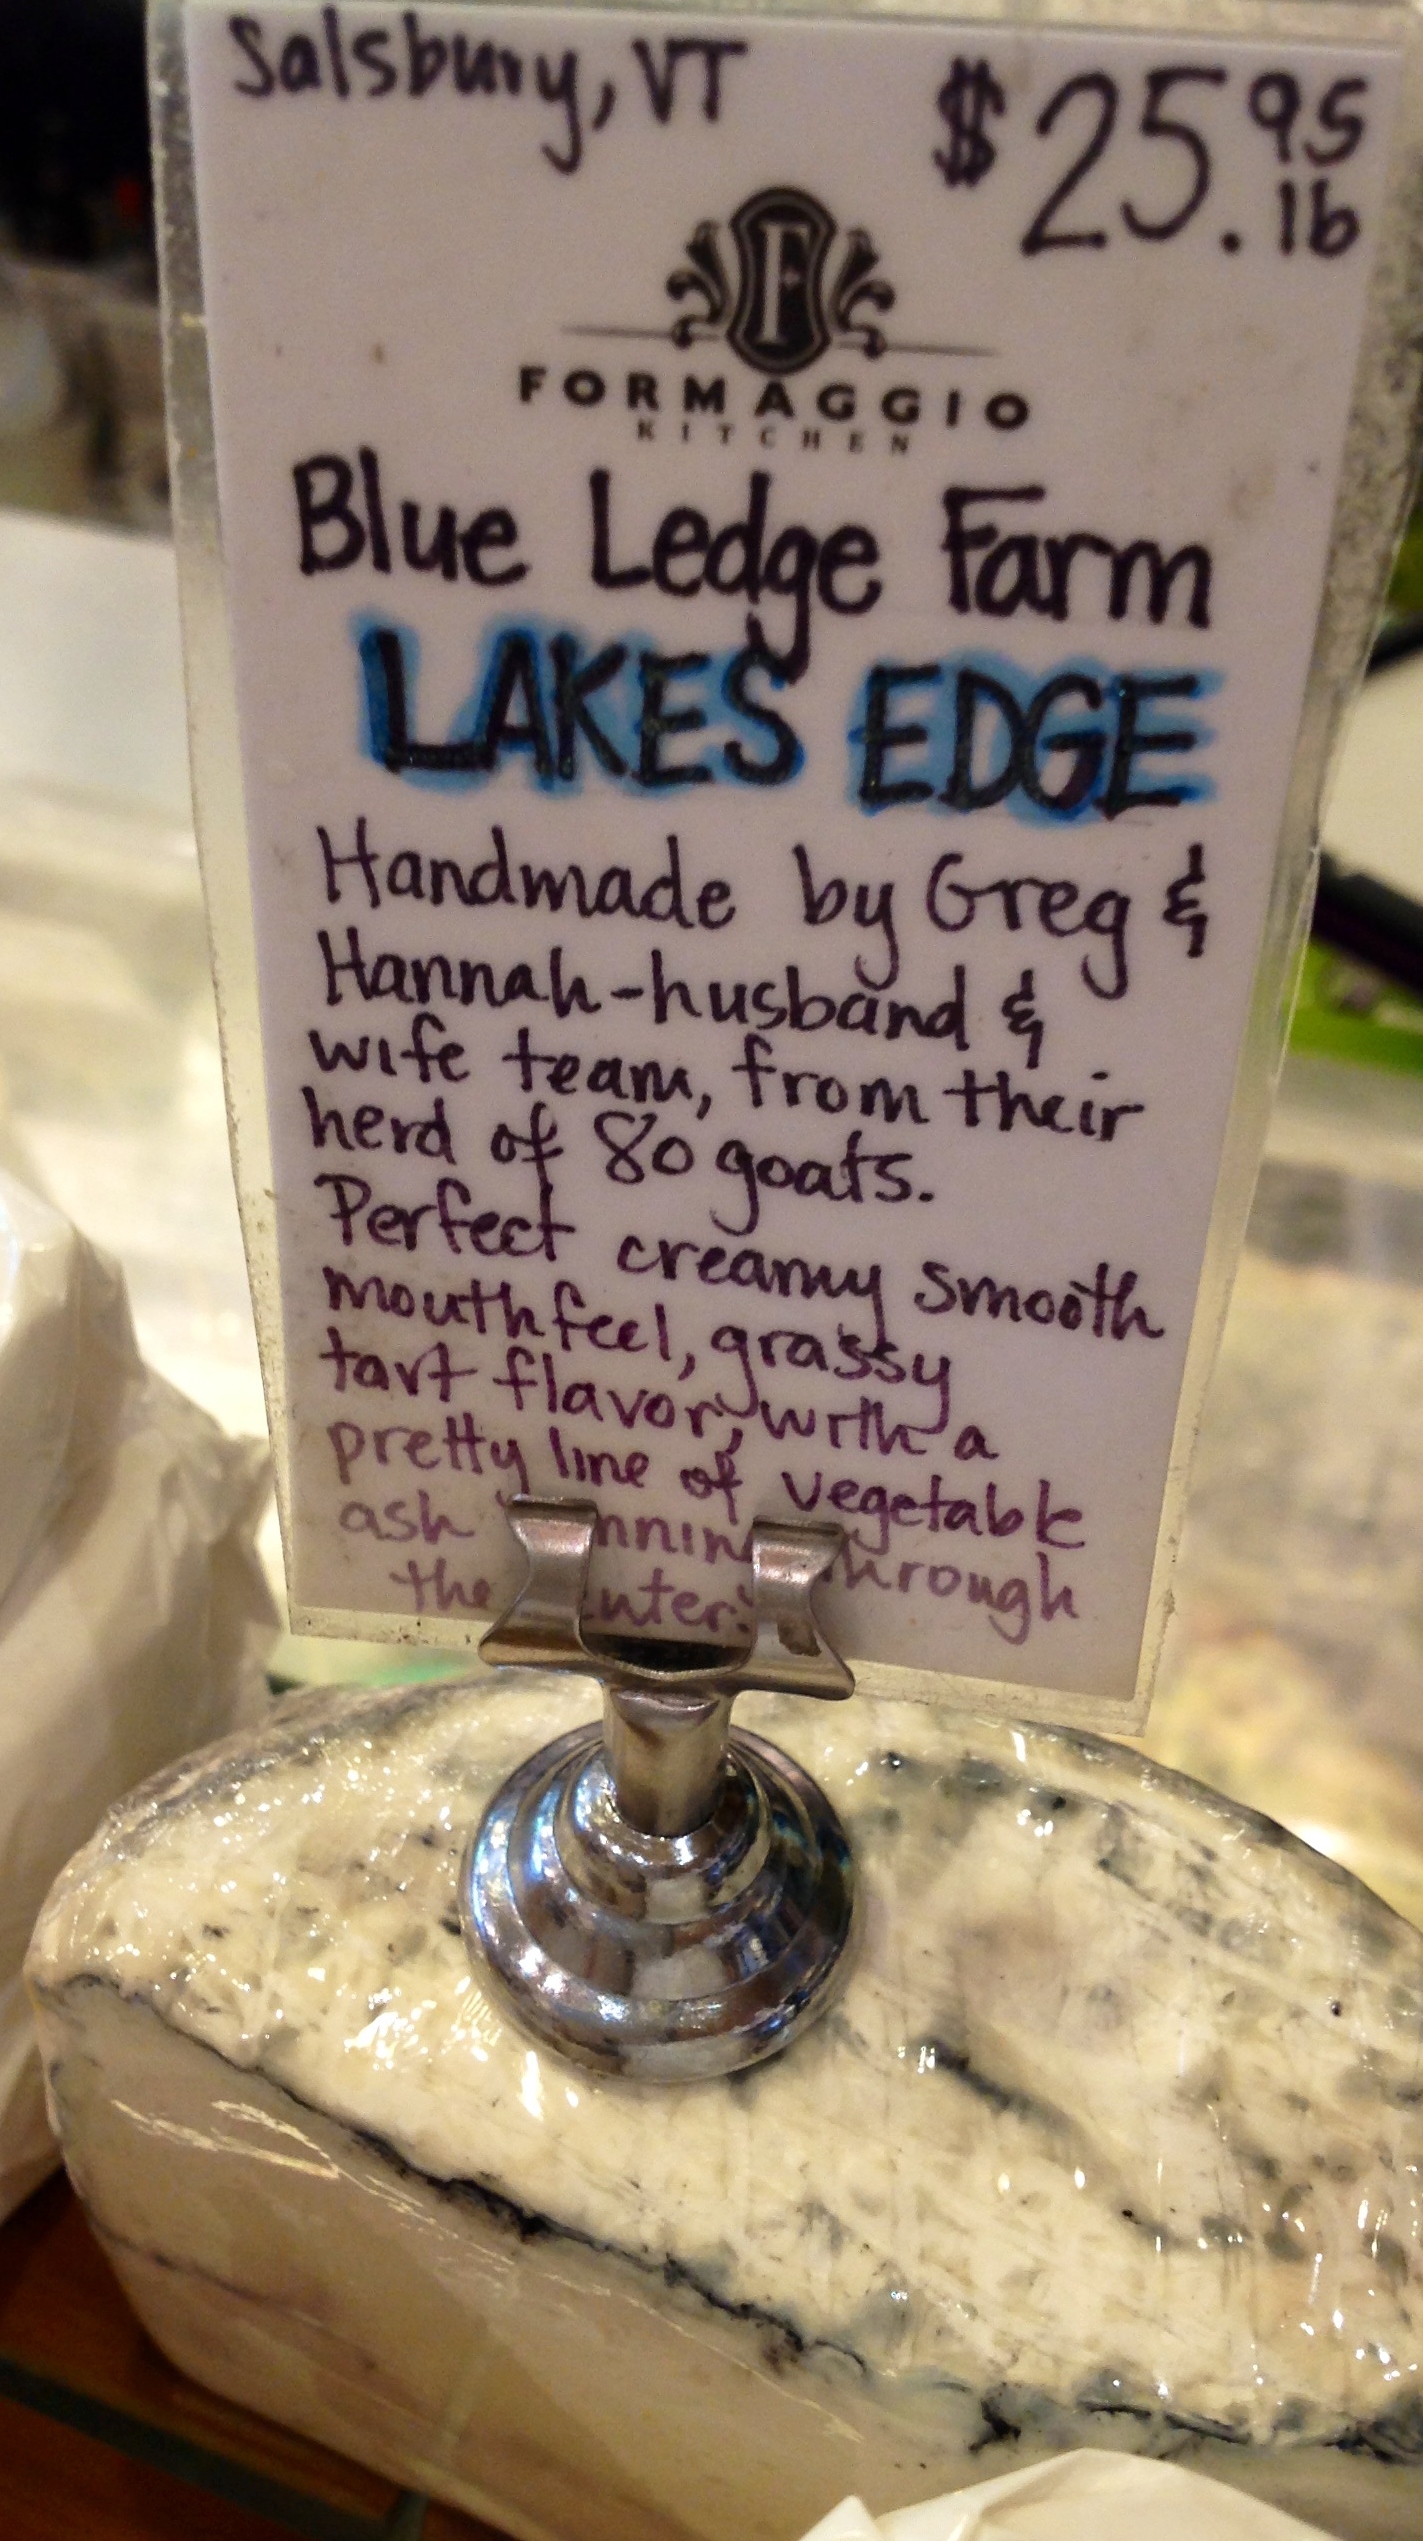 Salsbury, VT
$25.95 lb
F
FORMAGGIO
KITCHEN
Blue Ledge Farm
LAKES EDGE
Handmade by Greg &
Hannah-husband &
wife team, from their
herd of 80 goats.
Perfect creamy smooth
mouthfeel, grassy
tart flavor, with a
pretty line of vegetable
ash through
the